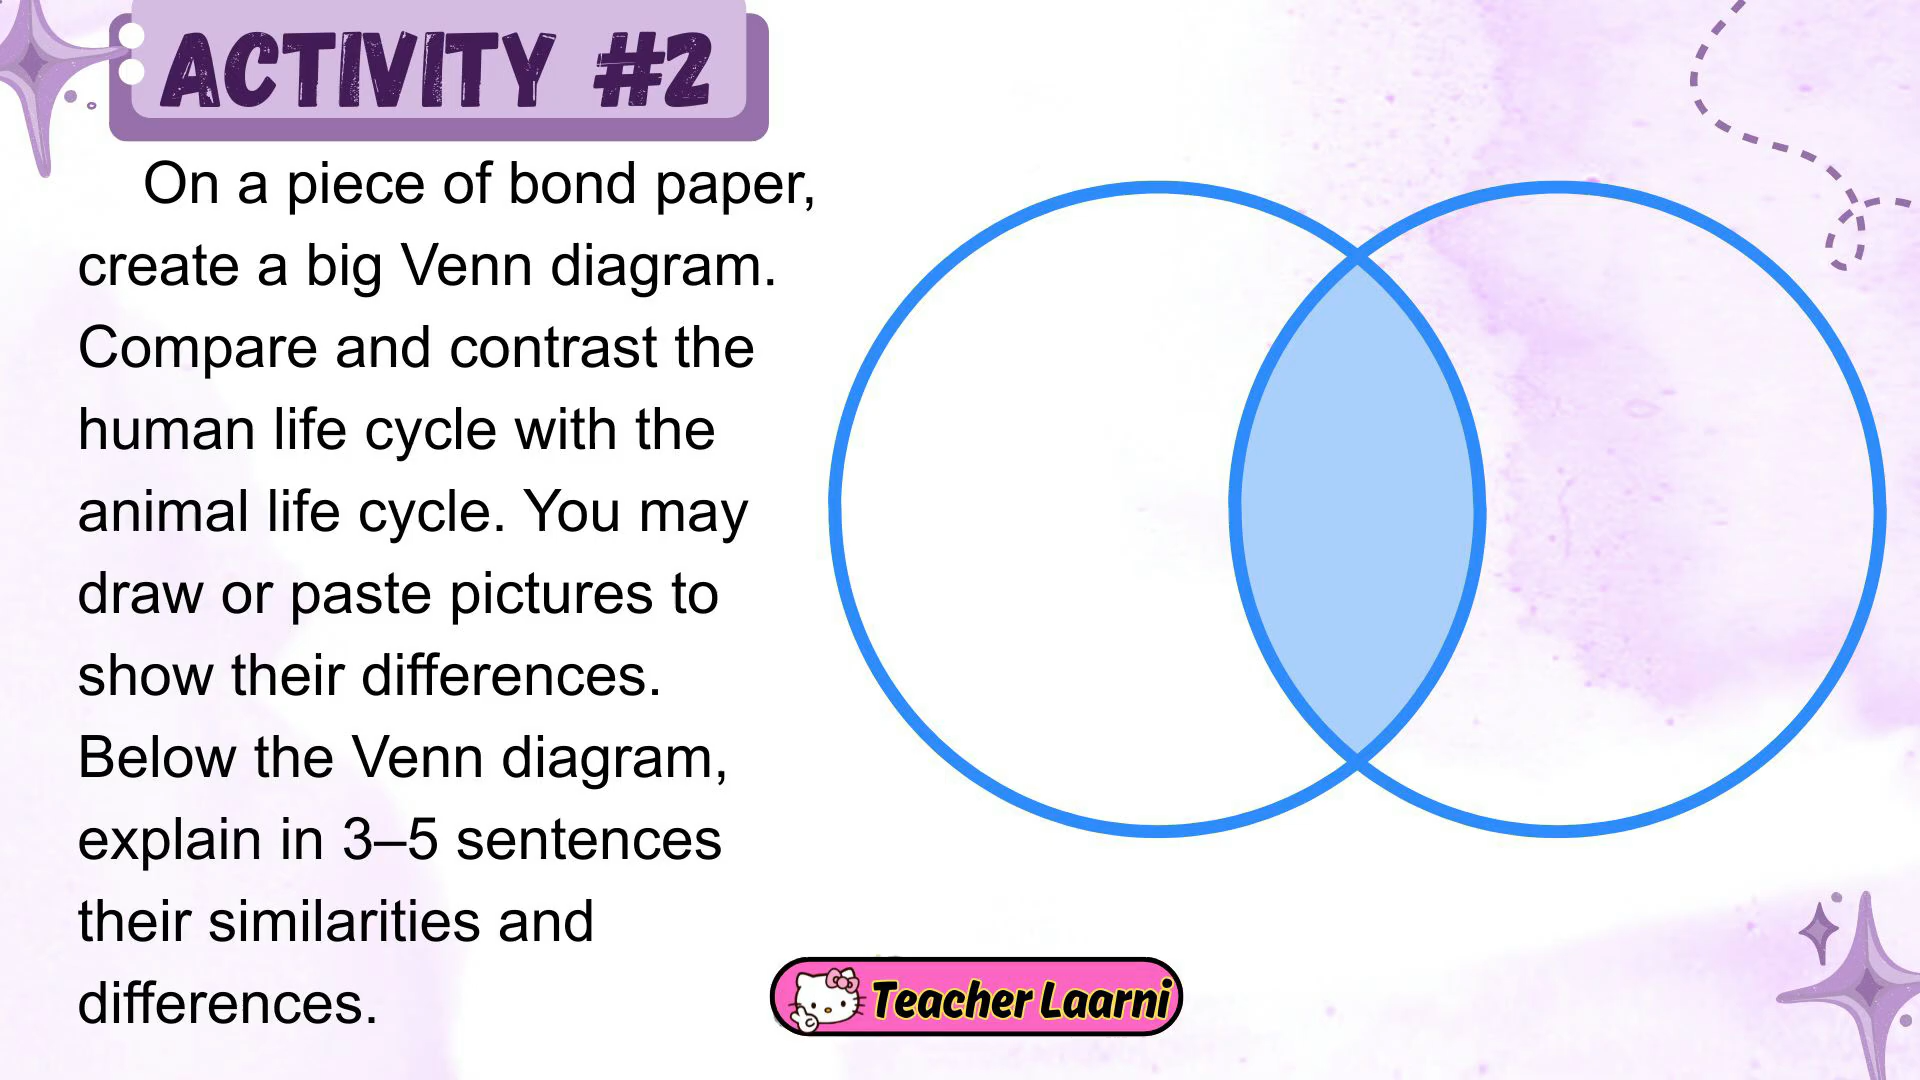 ACTIVITY #2
On a piece of bond paper,
create a big Venn diagram.
Compare and contrast the
human life cycle with the
animal life cycle. You may
draw or paste pictures to
show their differences.
Below the Venn diagram,
explain in 3–5 sentences
their similarities and
differences.
Teacher Laarni